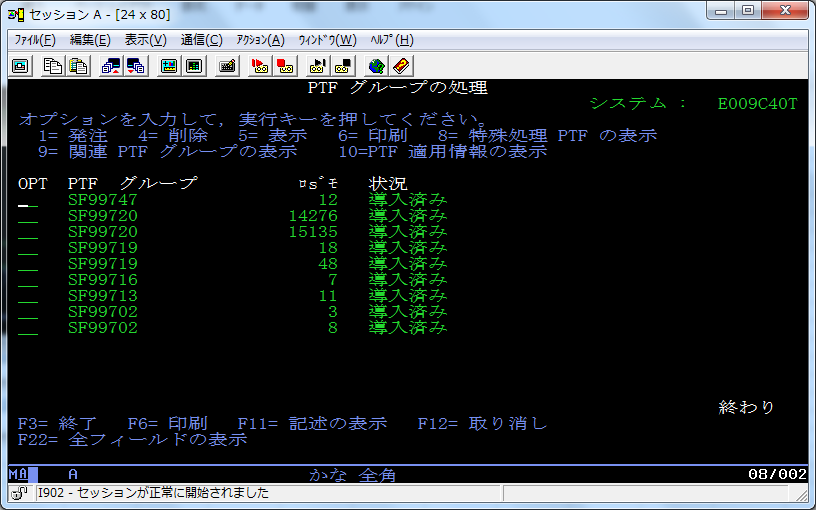 セッション A - [24 x 80]
ﾌｧｲﾙ(F) 編集(E) 表示(V) 通信(C) ｱｸｼｮﾝ(A) ｳｨﾝﾄﾞｳ(W) ﾍﾙﾌﾟ(H)
PTF グループの処理
システム : E009C40T
オプションを入力して, 実行キーを押してください。
1= 発注 4= 削除 5= 表示 6= 印刷 8= 特殊処理 PTF の表示
9= 関連 PTF グループの表示 10=PTF 適用情報の表示
OPT PTF グループ ﾛsﾞﾓ 状況
__ SF99747 12 導入済み
__ SF99720 14276 導入済み
__ SF99720 15135 導入済み
__ SF99719 18 導入済み
__ SF99719 48 導入済み
__ SF99716 7 導入済み
__ SF99713 11 導入済み
__ SF99702 3 導入済み
__ SF99702 8 導入済み
終わり
F3= 終了 F6= 印刷 F11= 記述の表示 F12= 取り消し
F22= 全フィールドの表示
MA A かな 全角 08/002
I902 - セッションが正常に開始されました